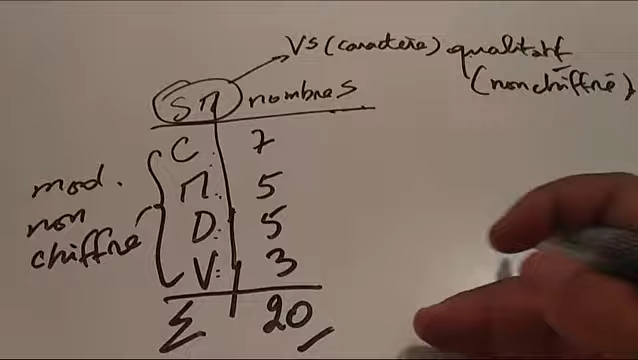 Vs (caractère) qualitatif
(non chiffré)
SM nombres
C: 7
M: 5
D: 5
V: 3
Σ 20
mod.
non
chiffré